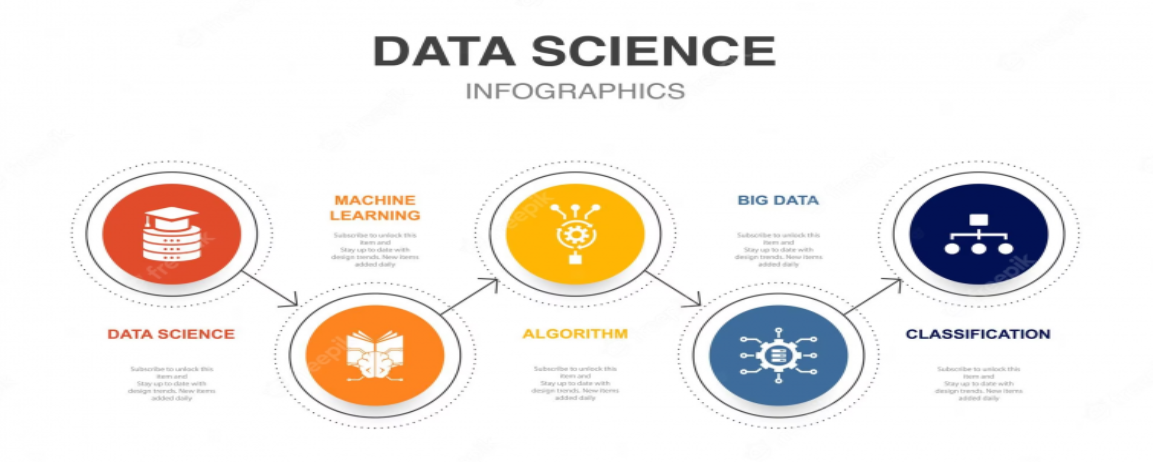 DATA SCIENCE
INFOGRAPHICS
MACHINE
LEARNING
Subscribe to unlock this
item and
Stay up to date with
design trends. New items
added daily
BIG DATA
Subscribe to unlock this
item and
Stay up to date with
design trends. New items
added daily
DATA SCIENCE
Subscribe to unlock this
item and
Stay up to date with
design trends. New items
added daily
ALGORITHM
Subscribe to unlock this
item and
Stay up to date with
design trends. New items
added daily
CLASSIFICATION
Subscribe to unlock this
item and
Stay up to date with
design trends. New items
added daily